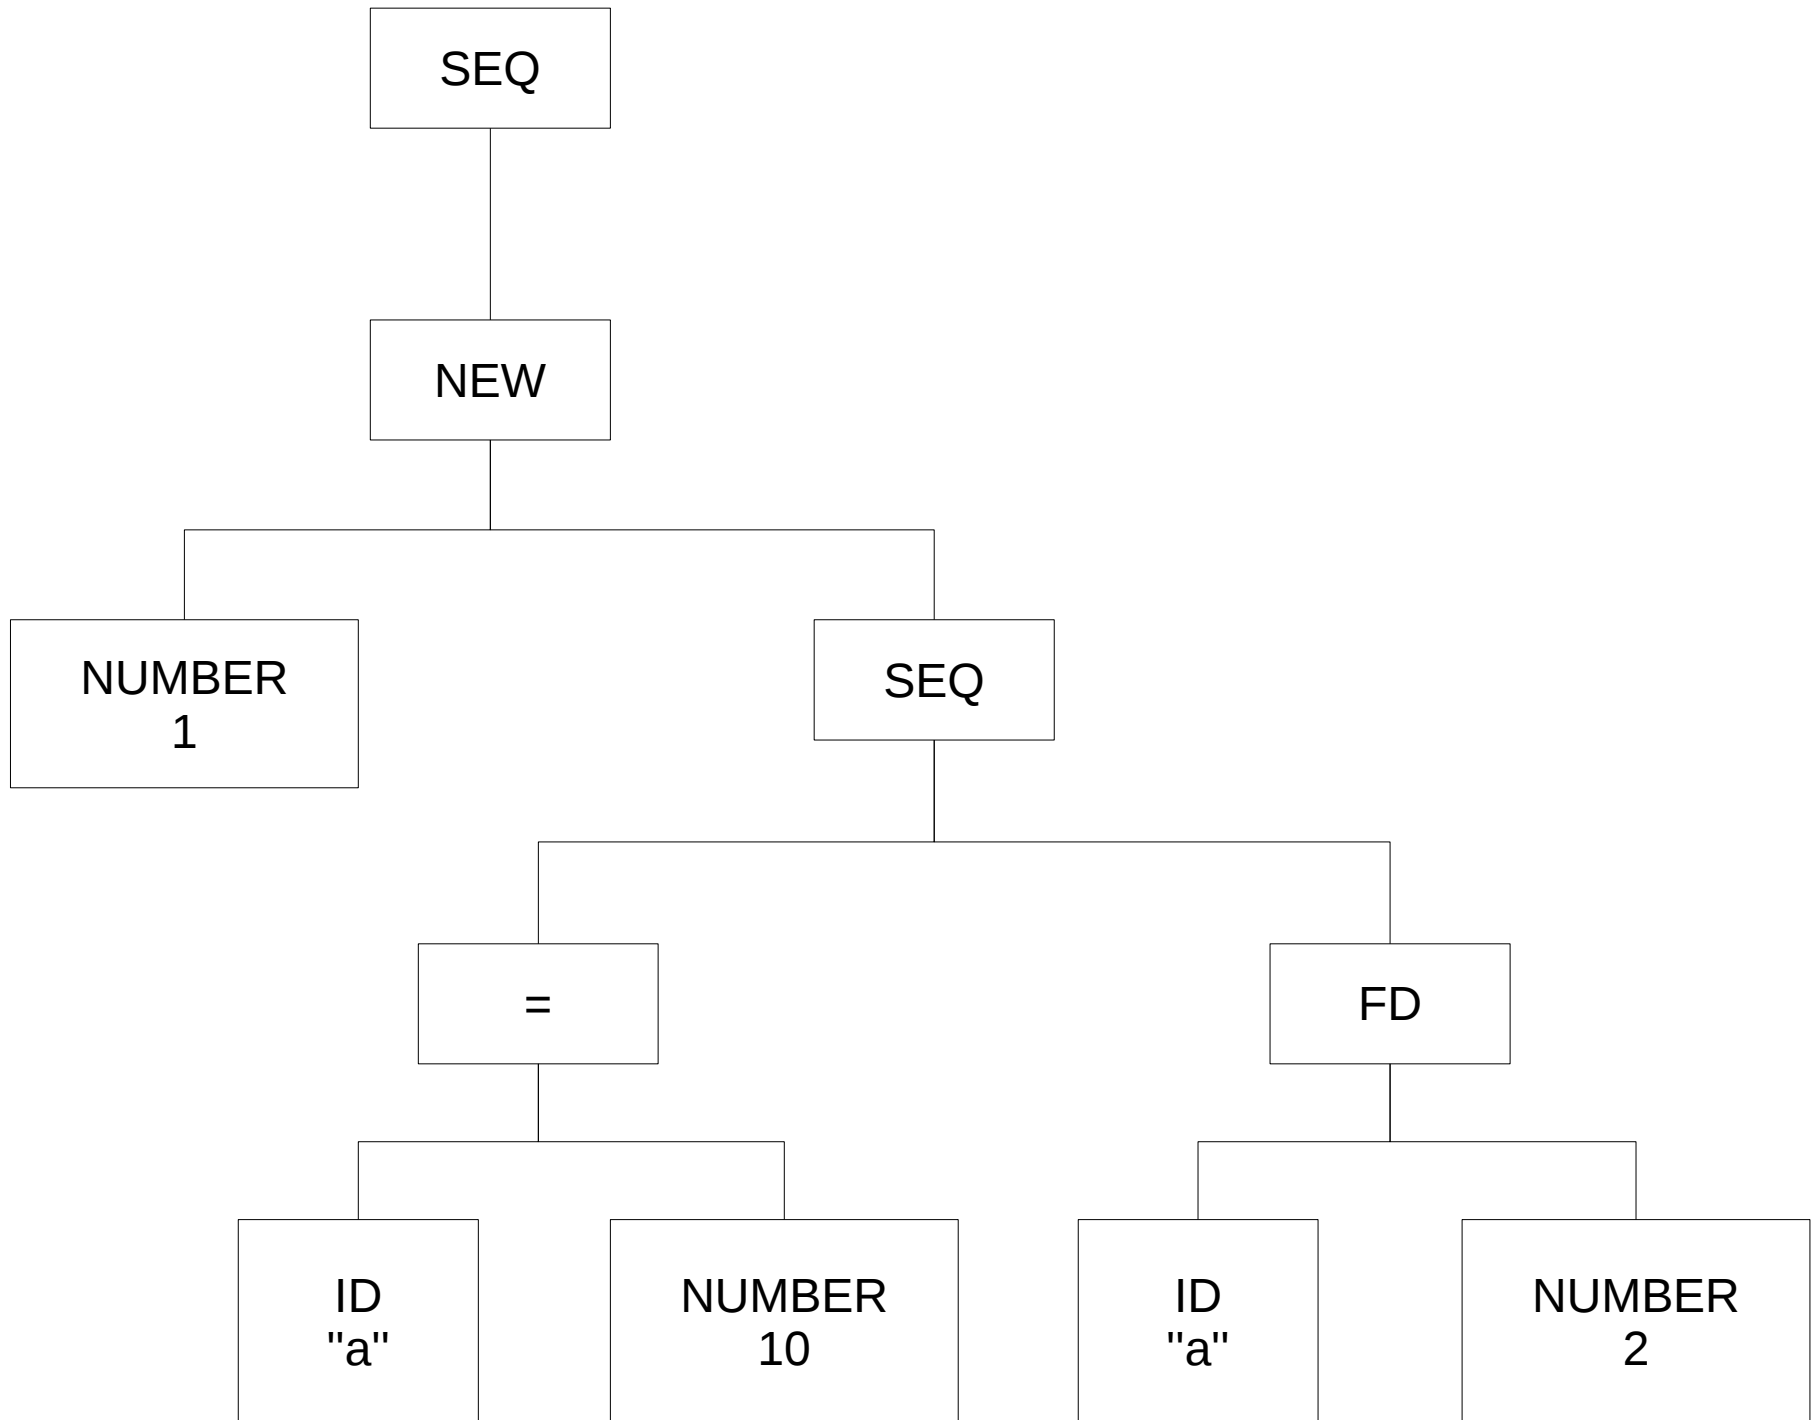 SEQ
NEW
NUMBER
1
SEQ
=
FD
ID
"a"
NUMBER
10
ID
"a"
NUMBER
2